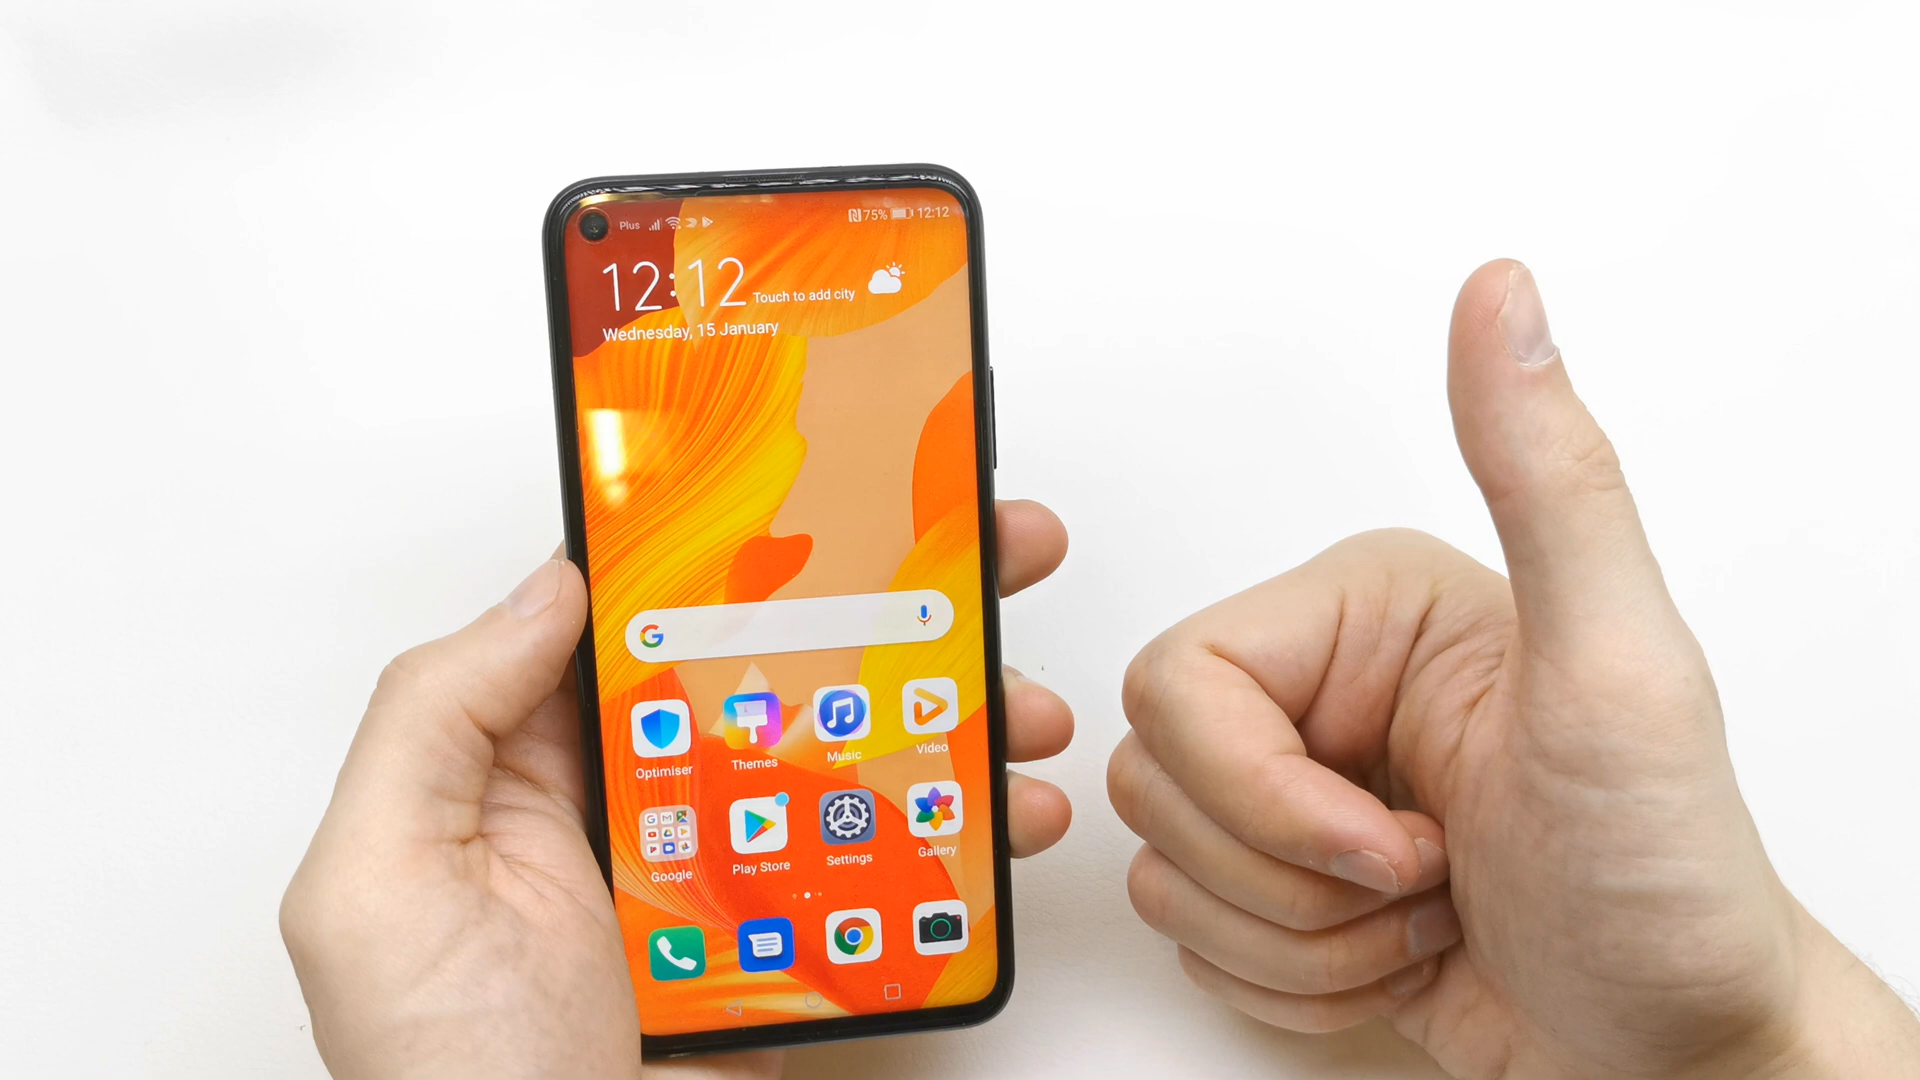 Plus
75% 12:12
12:12 Touch to add city
Wednesday, 15 January
G
Optimiser Themes Music Video
Google Play Store Settings Gallery